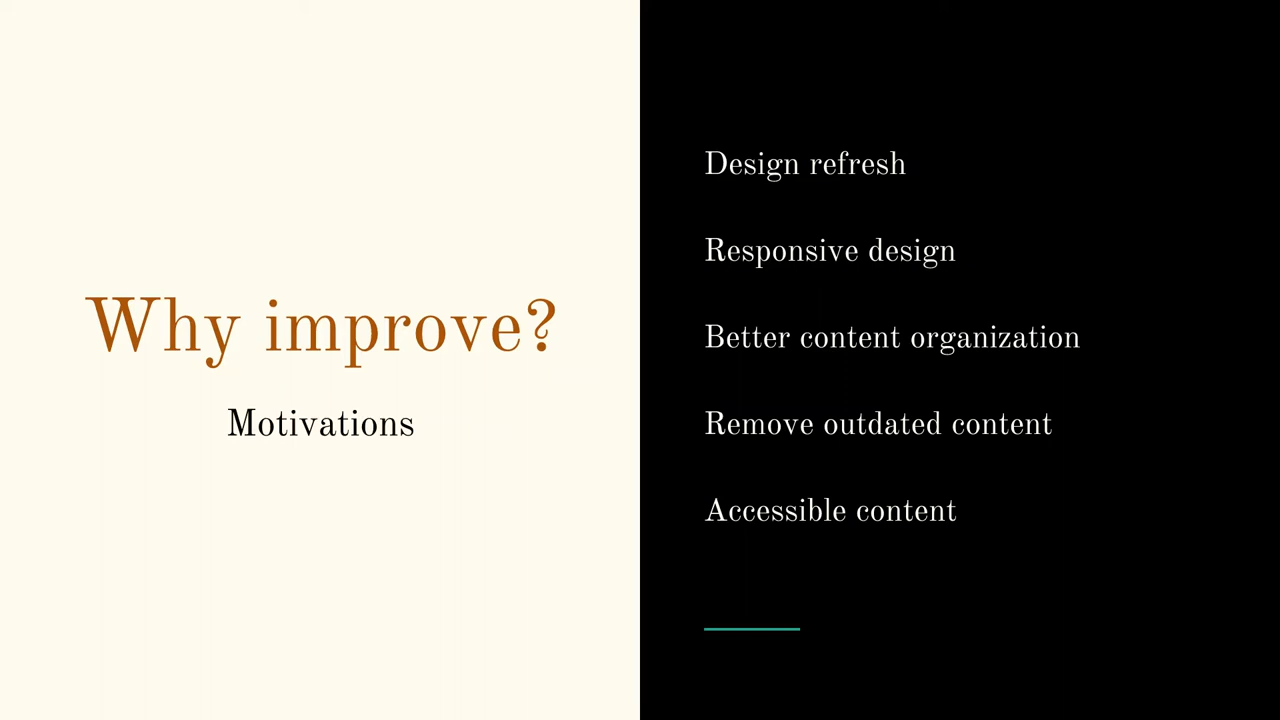 Why improve?
Motivations
Design refresh
Responsive design
Better content organization
Remove outdated content
Accessible content